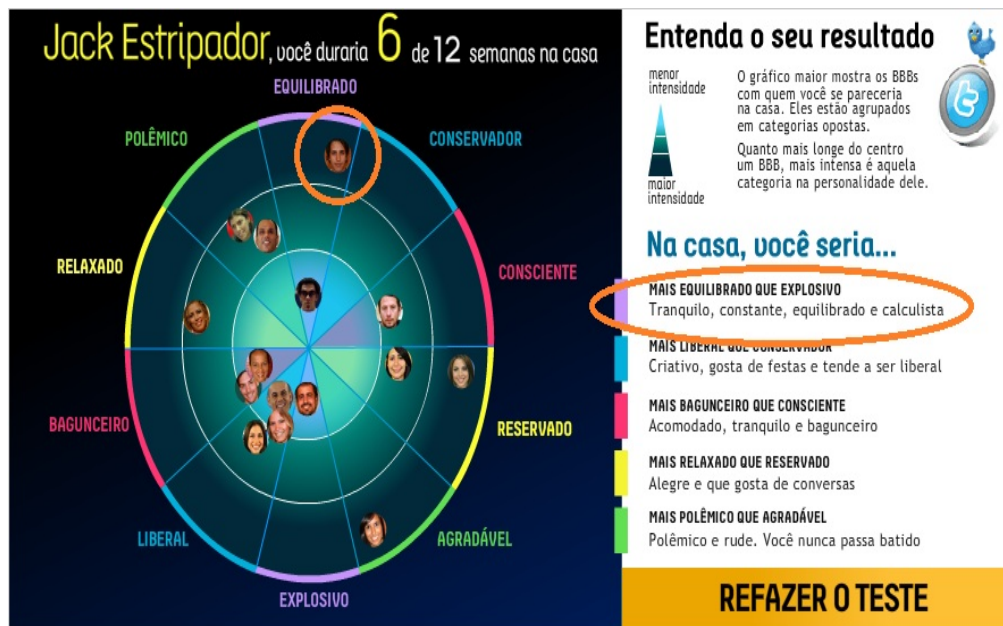 Jack Estripador, você duraria 6 de 12 semanas na casa
EQUILIBRADO
POLÊMICO
CONSERVADOR
RELAXADO
CONSCIENTE
BAGUNCEIRO
RESERVADO
LIBERAL
AGRADÁVEL
EXPLOSIVO
Entenda o seu resultado
menor
intensidade
maior
intensidade
O gráfico maior mostra os BBBs
com quem você se pareceria
na casa. Eles estão agrupados
em categorias opostas.
Quanto mais longe do centro
um BBB, mais intensa é aquela
categoria na personalidade dele.
t
Na casa, você seria...
MAIS EQUILIBRADO QUE EXPLOSIVO
Tranquilo, constante, equilibrado e calculista
MAIS LIBERAL QUE CONSERVADOR
Criativo, gosta de festas e tende a ser liberal
MAIS BAGUNCEIRO QUE CONSCIENTE
Acomodado, tranquilo e bagunceiro
MAIS RELAXADO QUE RESERVADO
Alegre e que gosta de conversas
MAIS POLÊMICO QUE AGRADÁVEL
Polêmico e rude. Você nunca passa batido
REFAZER O TESTE